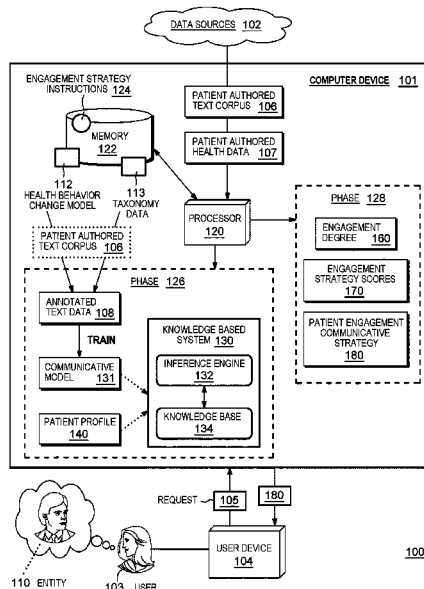 DATA SOURCES
102
COMPUTER DEVICE 101
ENGAGEMENT STRATEGY
INSTRUCTIONS 124
MEMORY
122
112
HEALTH BEHAVIOR
CHANGE MODEL
113
TAXONOMY
DATA
PATIENT AUTHORED
TEXT CORPUS 106
PATIENT AUTHORED
TEXT CORPUS
106
PATIENT AUTHORED
HEALTH DATA
107
PROCESSOR
120
PHASE 128
ENGAGEMENT
DEGREE 160
ENGAGEMENT
STRATEGY SCORES
170
PATIENT ENGAGEMENT
COMMUNICATIVE
STRATEGY
180
PHASE 126
ANNOTATED
TEXT DATA 108
TRAIN
COMMUNICATIVE
MODEL 131
PATIENT PROFILE
140
KNOWLEDGE BASED
SYSTEM 130
INFERENCE ENGINE
132
KNOWLEDGE BASE
134
REQUEST 105
180
USER DEVICE
104
100
110 ENTITY
103 USER